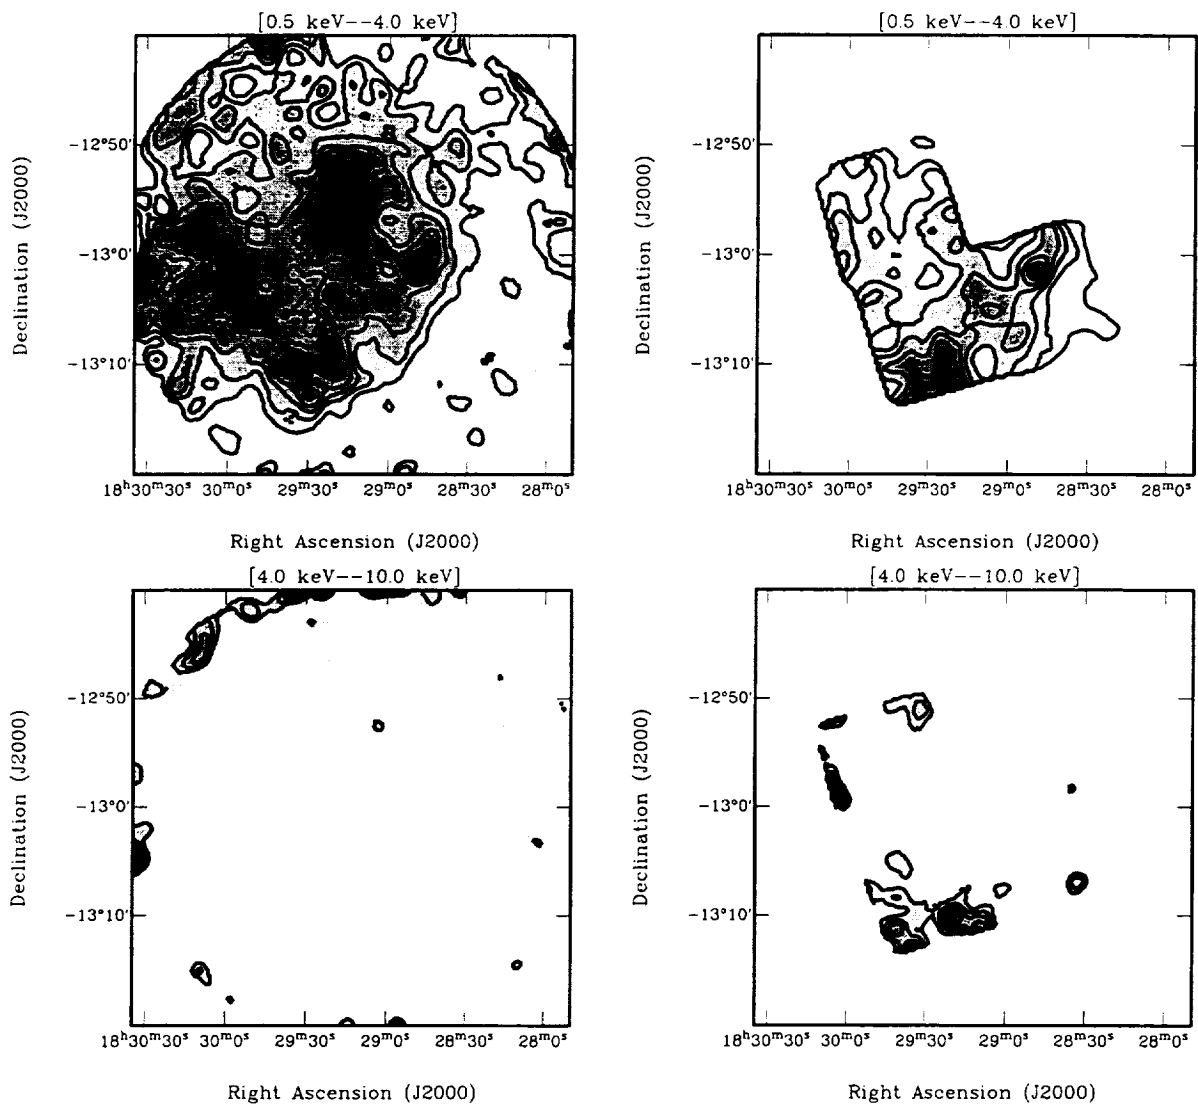 [0.5 keV--4.0 keV]
Declination (J2000)
-12°50′
-13°0′
-13°10′
18ʰ30ᵐ30ˢ 30ᵐ0ˢ 29ᵐ30ˢ 29ᵐ0ˢ 28ᵐ30ˢ 28ᵐ0ˢ
Right Ascension (J2000)
[0.5 keV--4.0 keV]
Declination (J2000)
-12°50′
-13°0′
-13°10′
18ʰ30ᵐ30ˢ 30ᵐ0ˢ 29ᵐ30ˢ 29ᵐ0ˢ 28ᵐ30ˢ 28ᵐ0ˢ
Right Ascension (J2000)
[4.0 keV--10.0 keV]
Declination (J2000)
-12°50′
-13°0′
-13°10′
18ʰ30ᵐ30ˢ 30ᵐ0ˢ 29ᵐ30ˢ 29ᵐ0ˢ 28ᵐ30ˢ 28ᵐ0ˢ
Right Ascension (J2000)
[4.0 keV--10.0 keV]
Declination (J2000)
-12°50′
-13°0′
-13°10′
18ʰ30ᵐ30ˢ 30ᵐ0ˢ 29ᵐ30ˢ 29ᵐ0ˢ 28ᵐ30ˢ 28ᵐ0ˢ
Right Ascension (J2000)